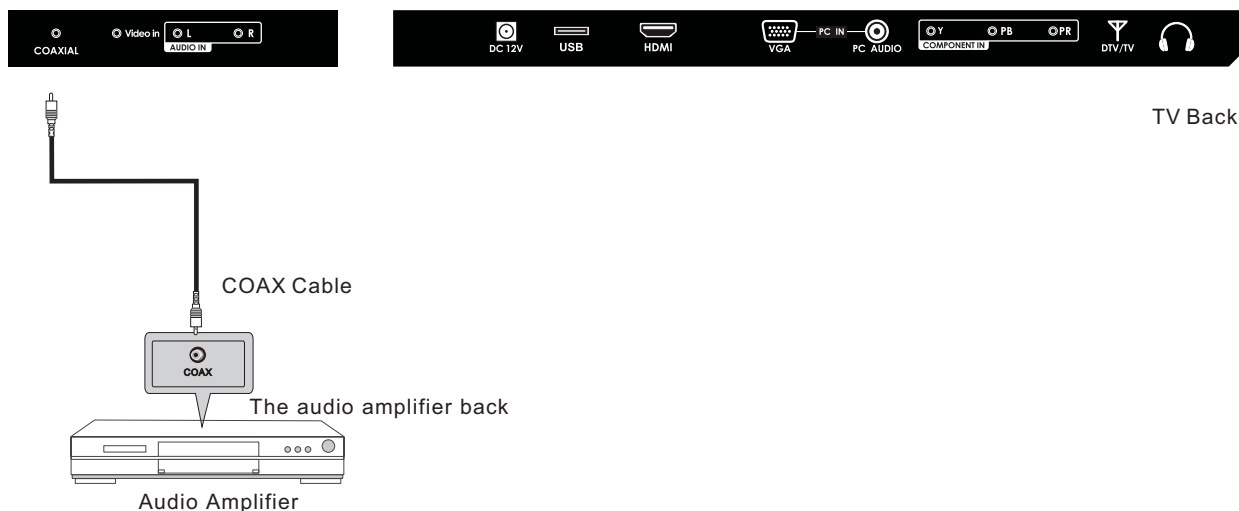 COAXIAL
Video in
L
R
AUDIO IN
DC 12V
USB
HDMI
VGA
PC IN
PC AUDIO
Y
PB
PR
COMPONENT IN
DTV/TV
TV Back
COAX Cable
COAX
The audio amplifier back
Audio Amplifier